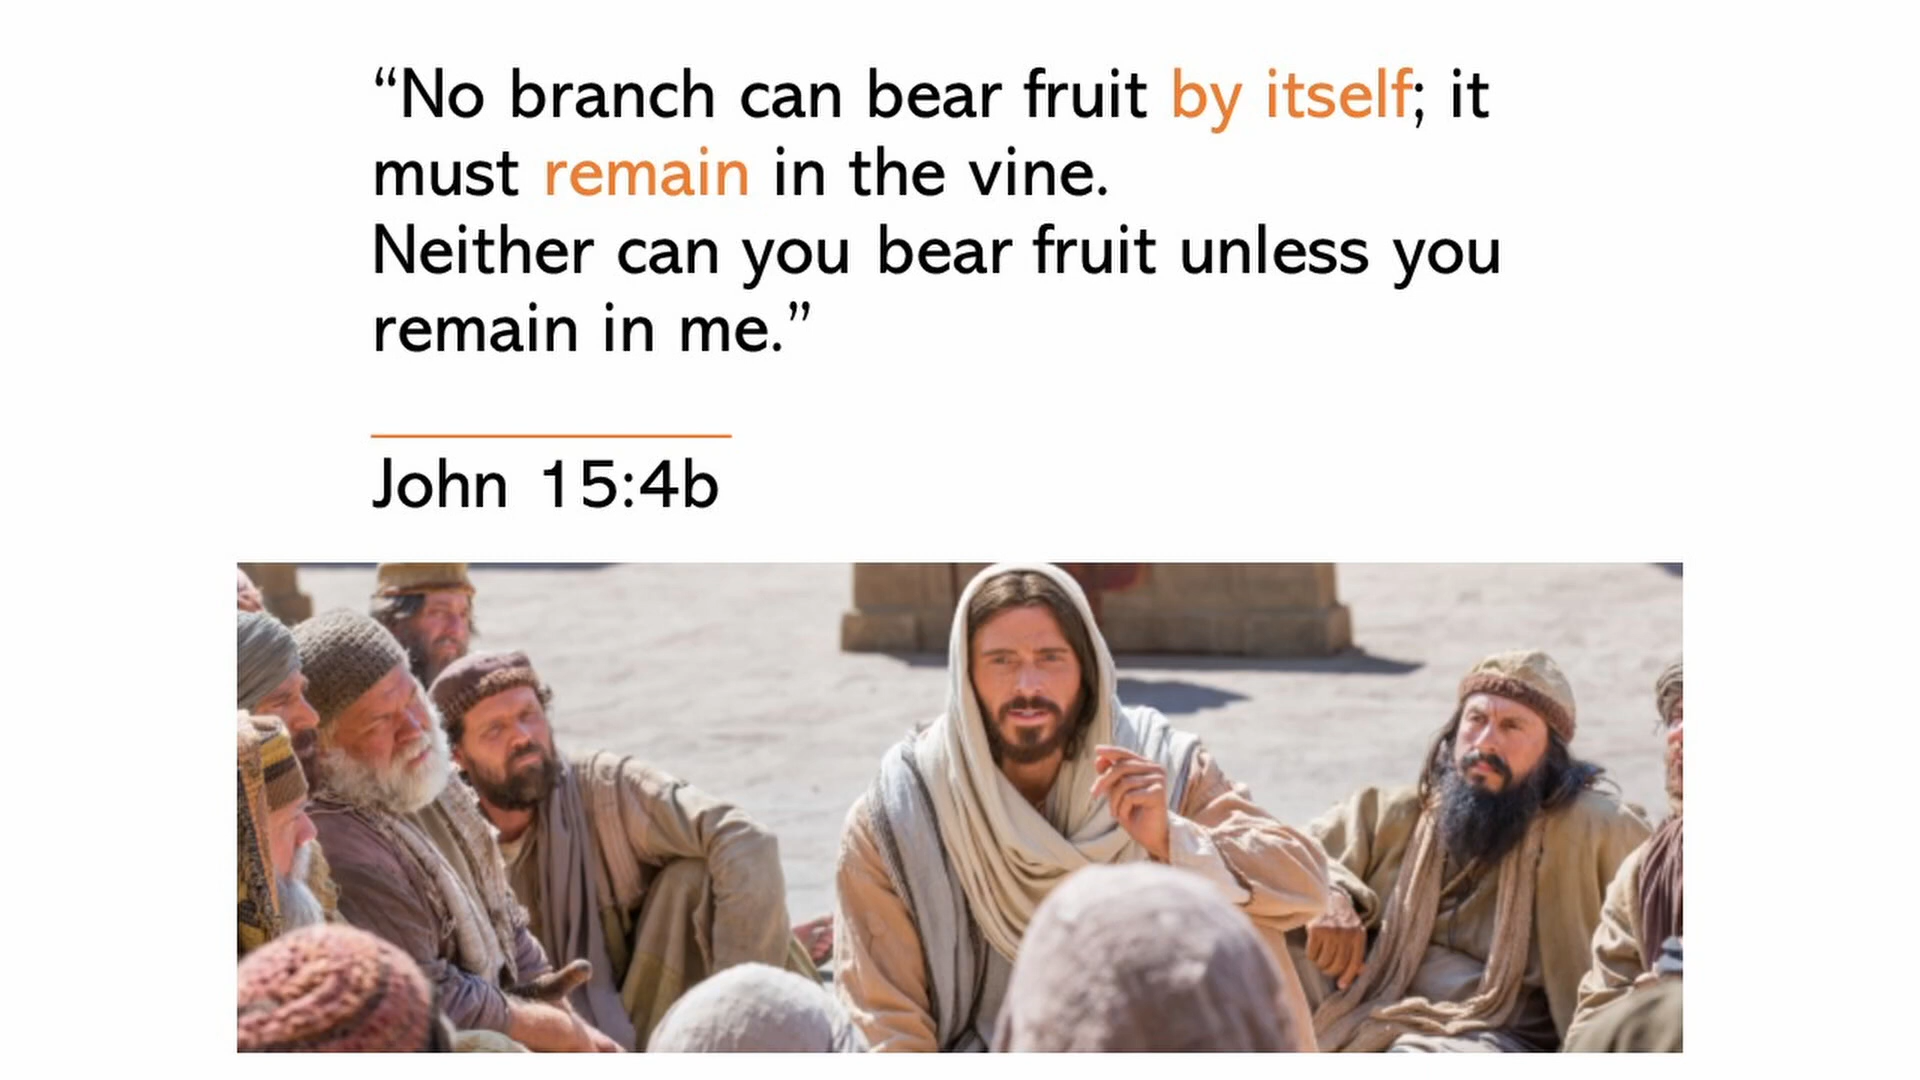 “No branch can bear fruit by itself; it
must remain in the vine.
Neither can you bear fruit unless you
remain in me.”
John 15:4b